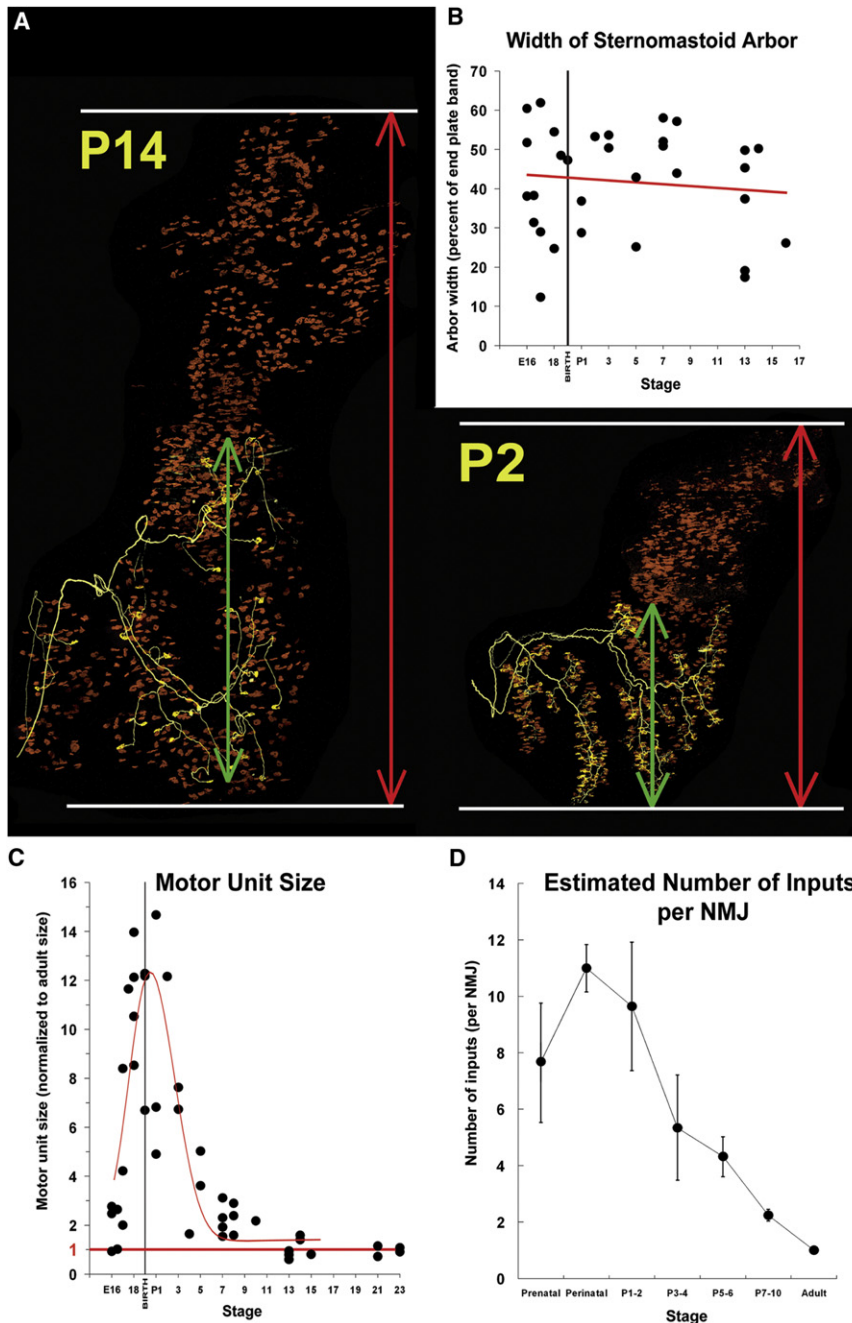 A
P14
B
Width of Sternomastoid Arbor
Arbor width (percent of end plate band)
70
60
50
40
30
20
10
0
E16 18 BIRTH P1 3 5 7 9 11 13 15 17
Stage
P2
C
Motor Unit Size
Motor unit size (normalized to adult size)
16
14
12
10
8
6
4
2
1
0
E16 18 BIRTH P1 3 5 7 9 11 13 15 17 19 21 23
Stage
D
Estimated Number of Inputs
per NMJ
Number of inputs (per NMJ)
14
12
10
8
6
4
2
0
Prenatal Perinatal P1-2 P3-4 P5-6 P7-10 Adult
Stage